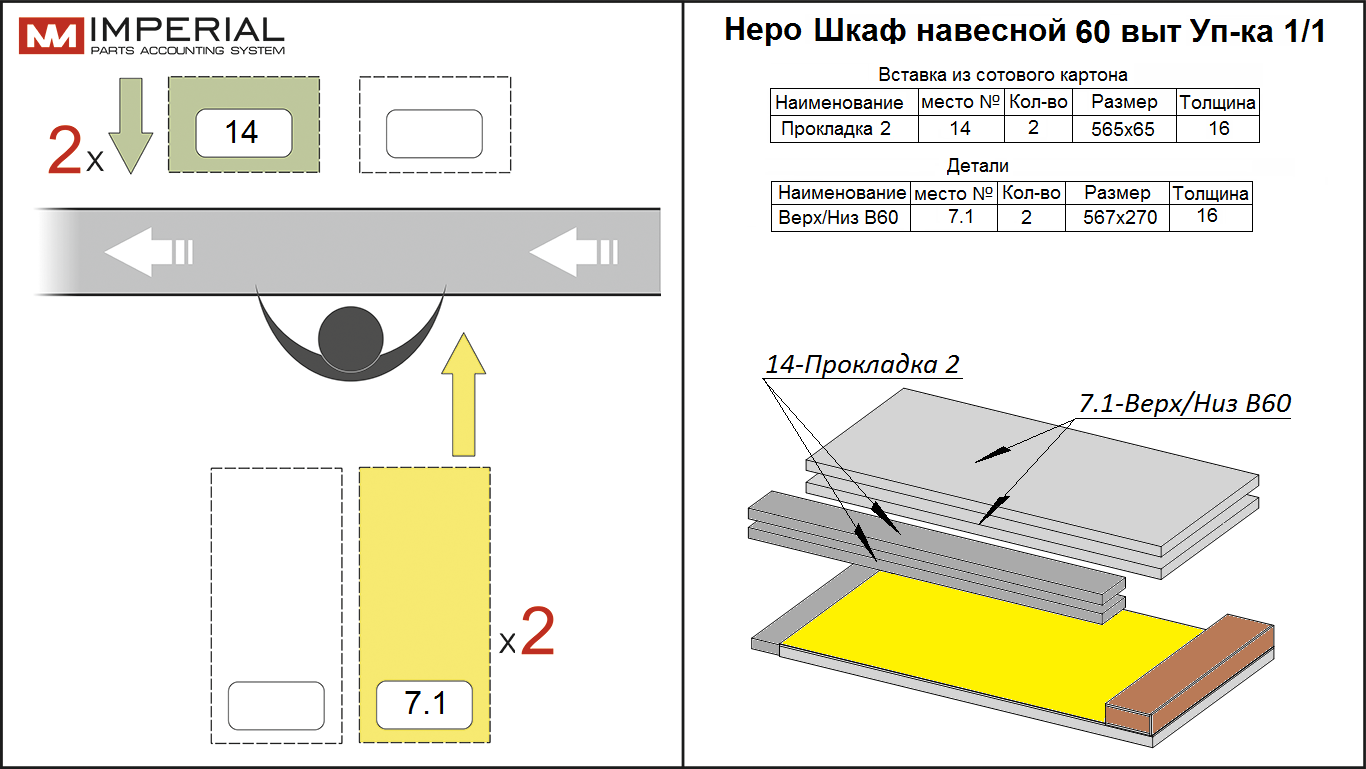 NM IMPERIAL
PARTS ACCOUNTING SYSTEM
2x
14
7.1
x2
Неро Шкаф навесной 60 выт Уп-ка 1/1
Вставка из сотового картона
Наименование место № Кол-во Размер Толщина
Прокладка 2 14 2 565x65 16
Детали
Наименование место № Кол-во Размер Толщина
Верх/Низ В60 7.1 2 567x270 16
14-Прокладка 2
7.1-Верх/Низ В60